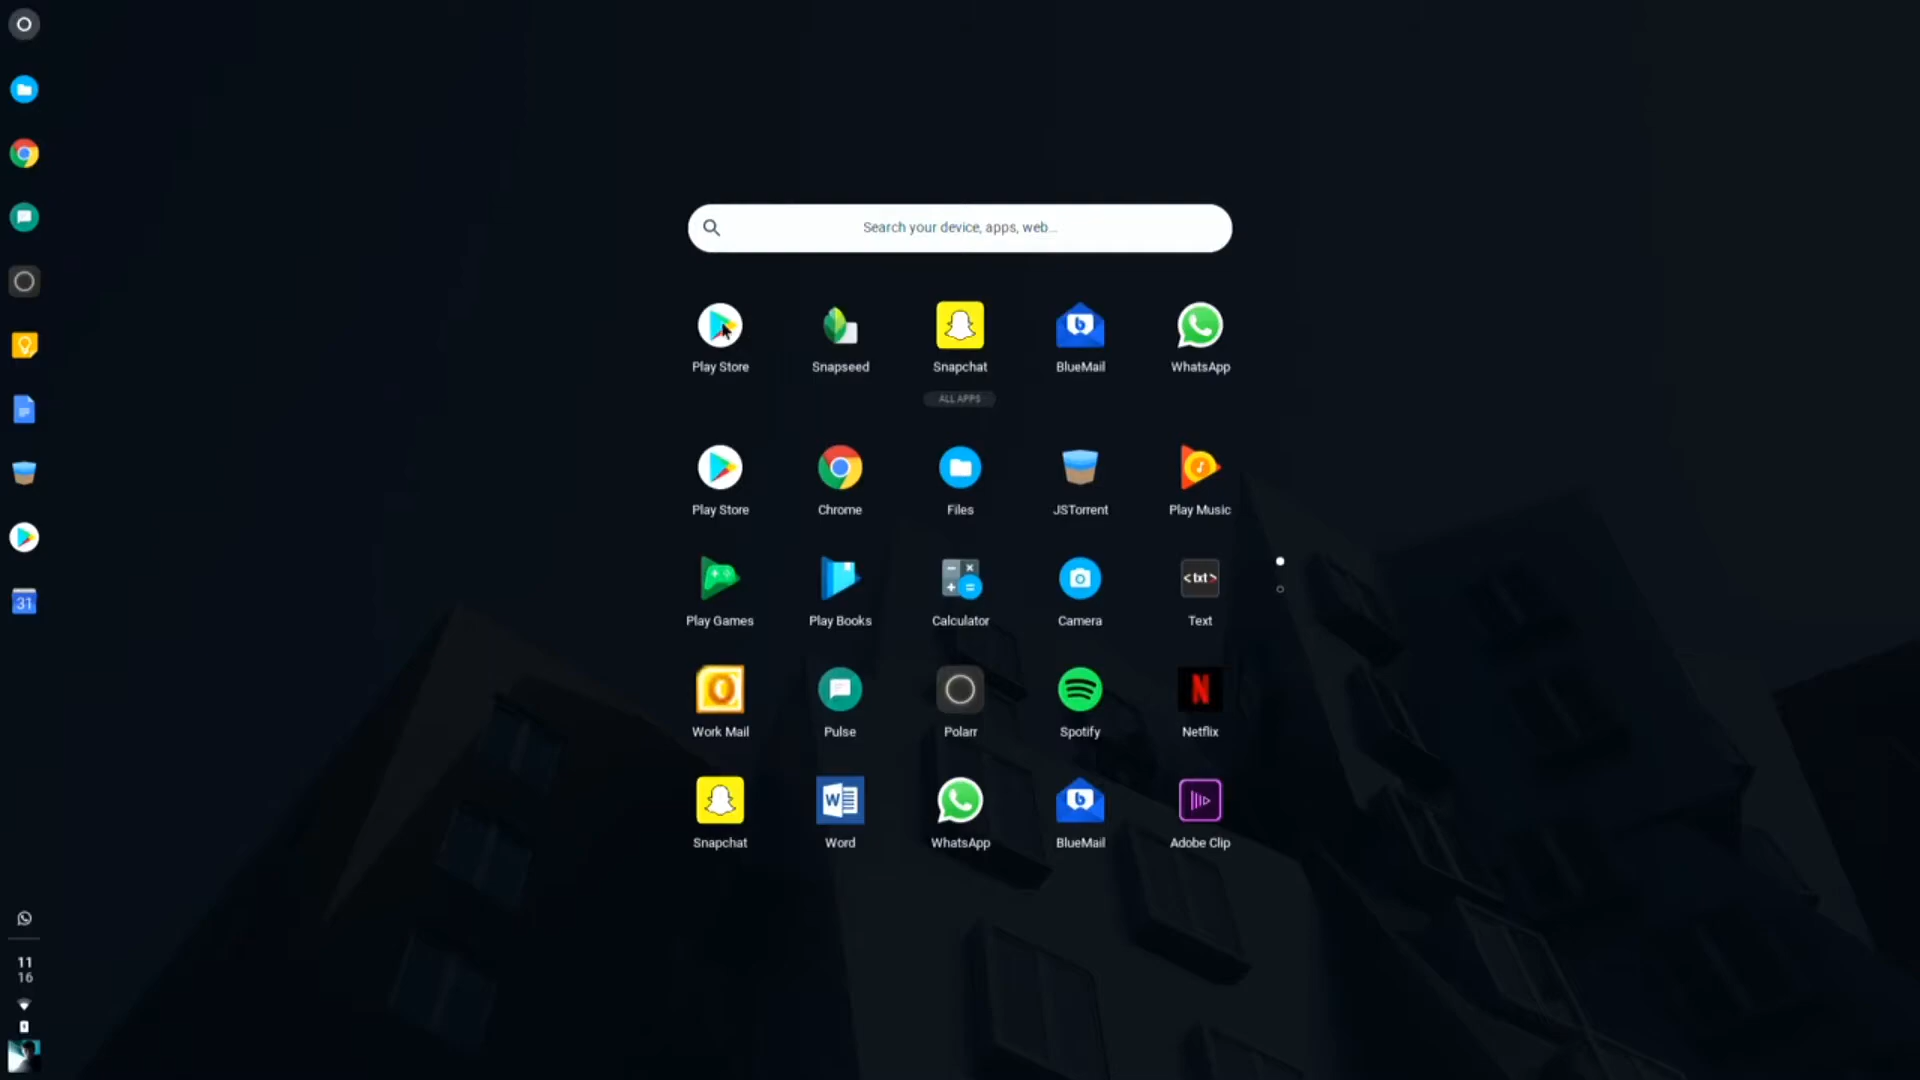 Search your device, apps, web...
Play Store Snapseed Snapchat BlueMail WhatsApp
ALL APPS
Play Store Chrome Files JSTorrent Play Music
<txt>
Play Games Play Books Calculator Camera Text
31
Work Mail Pulse Polarr Spotify Netflix
Snapchat Word WhatsApp BlueMail Adobe Clip
11
16